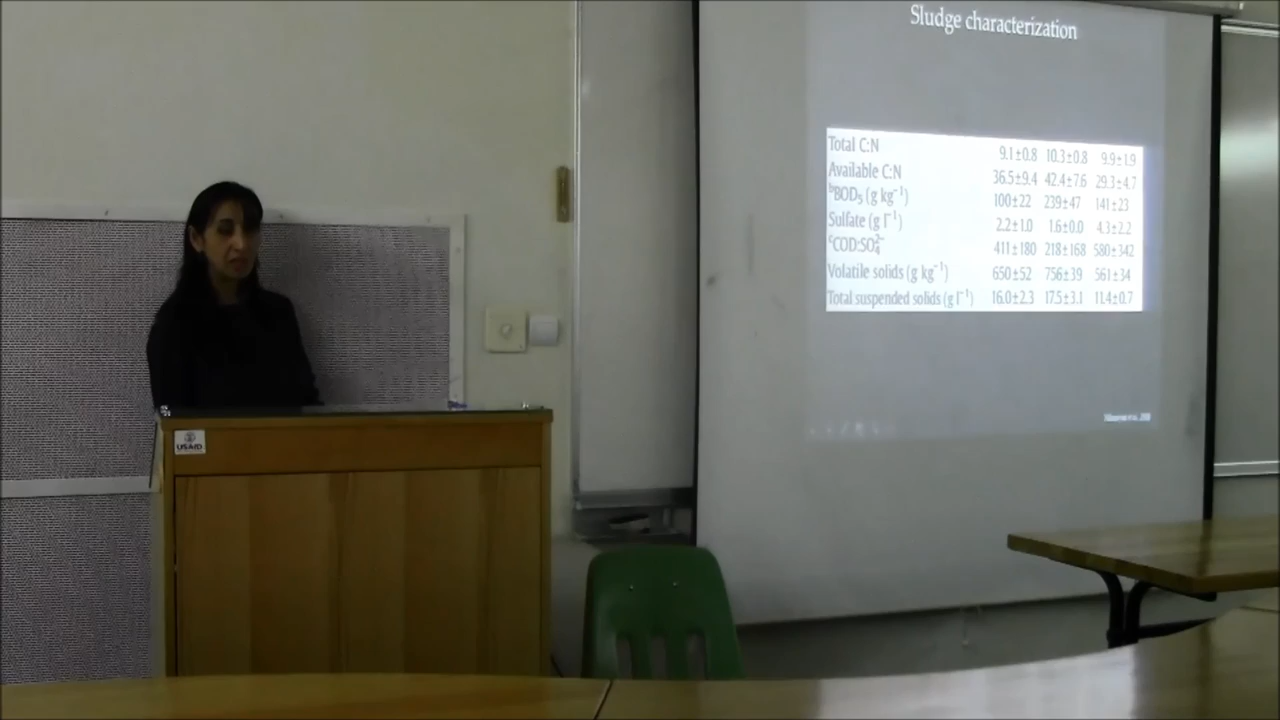 Sludge characterization
Total C:N 9.1±0.8 10.3±0.8 9.9±1.9
Available C:N 36.5±9.4 42.4±7.6 29.3±4.7
ᵇBOD₅ (g kg⁻¹) 100±22 239±47 141±23
Sulfate (g l⁻¹) 2.2±1.0 1.6±0.0 4.3±2.2
ᶜCOD:SO₄²⁻ 411±180 218±168 580±342
Volatile solids (g kg⁻¹) 650±52 756±39 561±34
Total suspended solids (g l⁻¹) 16.0±2.3 17.5±3.1 11.4±0.7
USAID